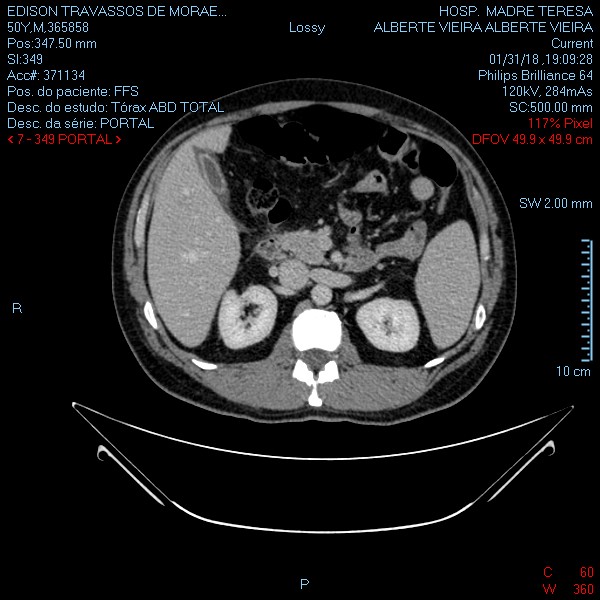 EDISON TRAVASSOS DE MORAE...
50Y,M,365858
Pos:347.50 mm
SI:349
Acc#: 371134
Pos. do paciente: FFS
Desc. do estudo: Tórax ABD TOTAL
Desc. da série: PORTAL
< 7 - 349 PORTAL >
Lossy
HOSP. MADRE TERESA
ALBERTE VIEIRA ALBERTE VIEIRA
Current
01/31/18 ,19:09:28
Philips Brilliance 64
120kV, 284mAs
SC:500.00 mm
117% Pixel
DFOV 49.9 x 49.9 cm
SW 2.00 mm
R
10 cm
P
C 60
W 360